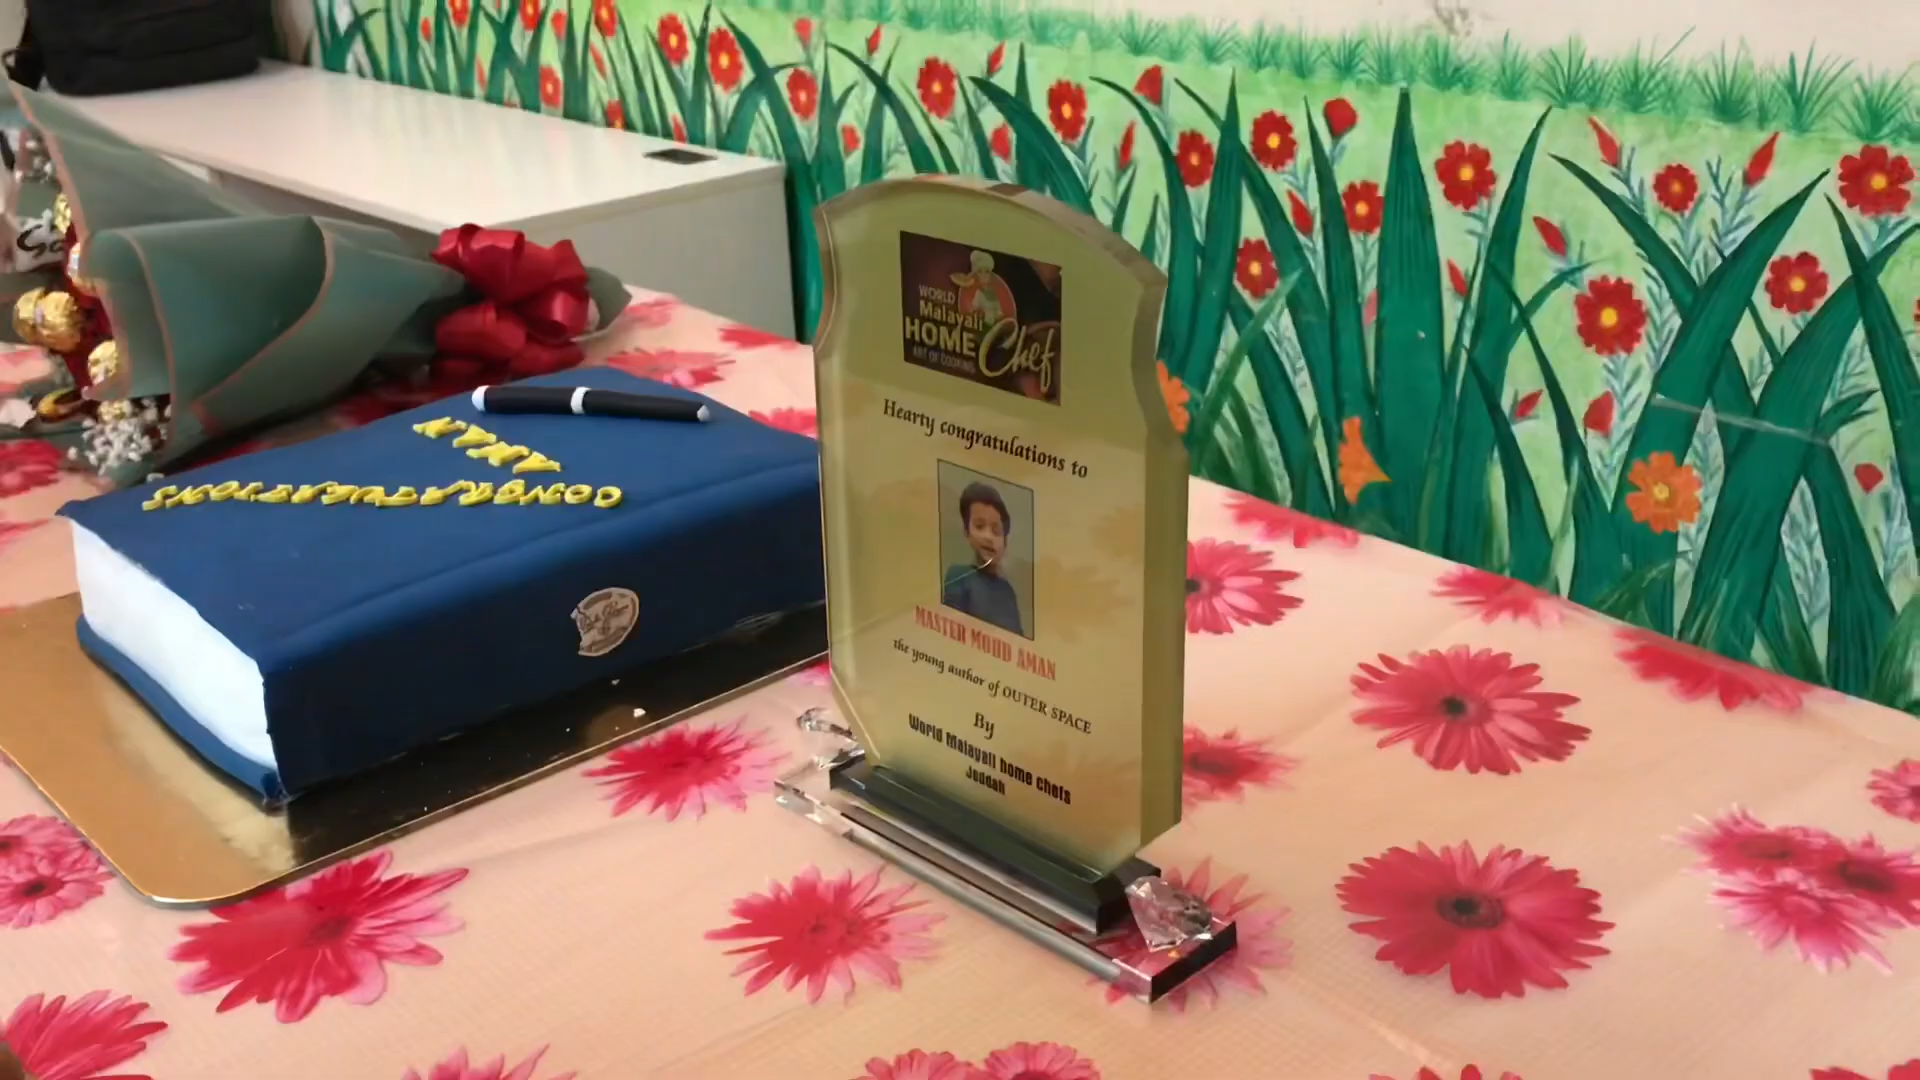 WORLD
Malayali
HOME Chef
ART OF COOKING
Hearty congratulations to
MASTER MOHD AMAN
the young author of OUTER SPACE
By
World Malayali home chefs
Jeddah
CONGRATULATIONS
AMAN